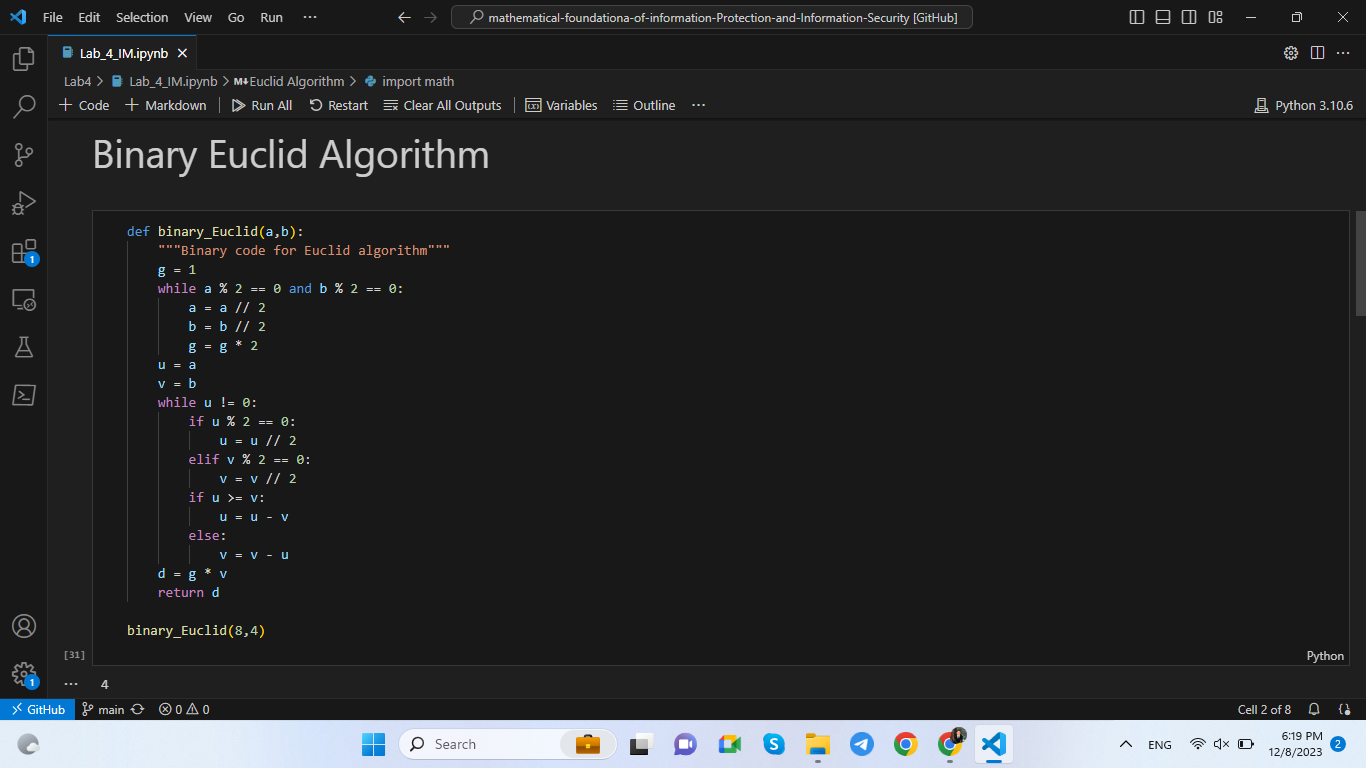 File Edit Selection View Go Run ···
mathematical-foundationa-of-information-Protection-and-Information-Security [GitHub]
Lab_4_IM.ipynb
Lab4 > Lab_4_IM.ipynb > M↓Euclid Algorithm > import math
+ Code + Markdown Run All Restart Clear All Outputs Variables Outline ··· Python 3.10.6
Binary Euclid Algorithm
def binary_Euclid(a,b):
    """Binary code for Euclid algorithm"""
    g = 1
    while a % 2 == 0 and b % 2 == 0:
        a = a // 2
        b = b // 2
        g = g * 2
    u = a
    v = b
    while u != 0:
        if u % 2 == 0:
            u = u // 2
        elif v % 2 == 0:
            v = v // 2
        if u >= v:
            u = u - v
        else:
            v = v - u
    d = g * v
    return d
binary_Euclid(8,4)
[31] Python
··· 4
1
1
GitHub main 0 0 Cell 2 of 8
Search ENG 6:19 PM
12/8/2023 2